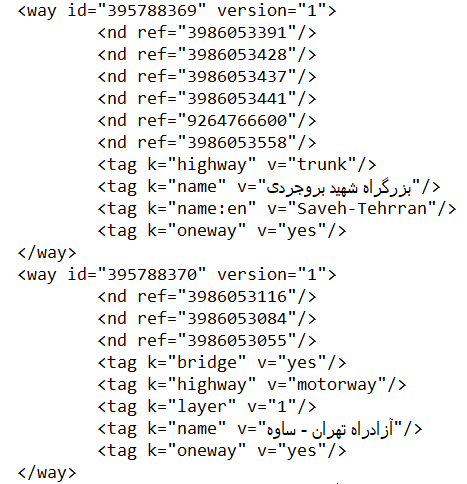 <way id="395788369" version="1">
<nd ref="3986053391"/>
<nd ref="3986053428"/>
<nd ref="3986053437"/>
<nd ref="3986053441"/>
<nd ref="9264766600"/>
<nd ref="3986053558"/>
<tag k="highway" v="trunk"/>
<tag k="name" v="بزرگراه شهید بروجردی"/>
<tag k="name:en" v="Saveh-Tehrran"/>
<tag k="oneway" v="yes"/>
</way>
<way id="395788370" version="1">
<nd ref="3986053116"/>
<nd ref="3986053084"/>
<nd ref="3986053055"/>
<tag k="bridge" v="yes"/>
<tag k="highway" v="motorway"/>
<tag k="layer" v="1"/>
<tag k="name" v="آزادراه تهران - ساوه"/>
<tag k="oneway" v="yes"/>
</way>